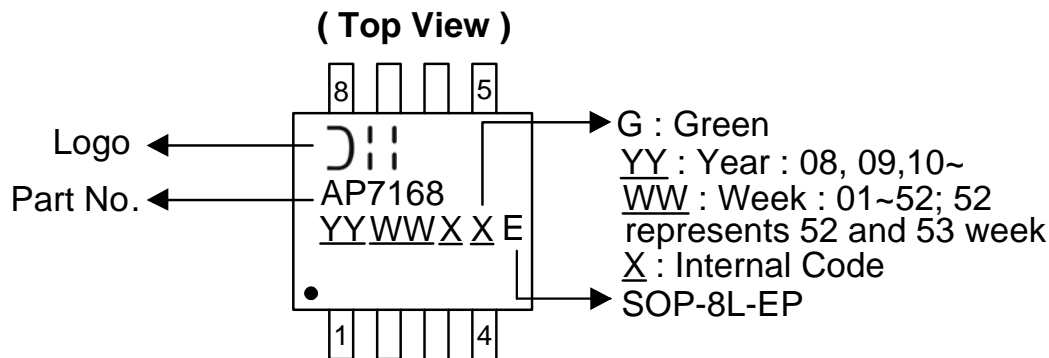 ( Top View )
8 5
Logo
Part No.
AP7168
YYWWX X E
1 4
G : Green
YY : Year : 08, 09,10~
WW : Week : 01~52; 52
represents 52 and 53 week
X : Internal Code
SOP-8L-EP